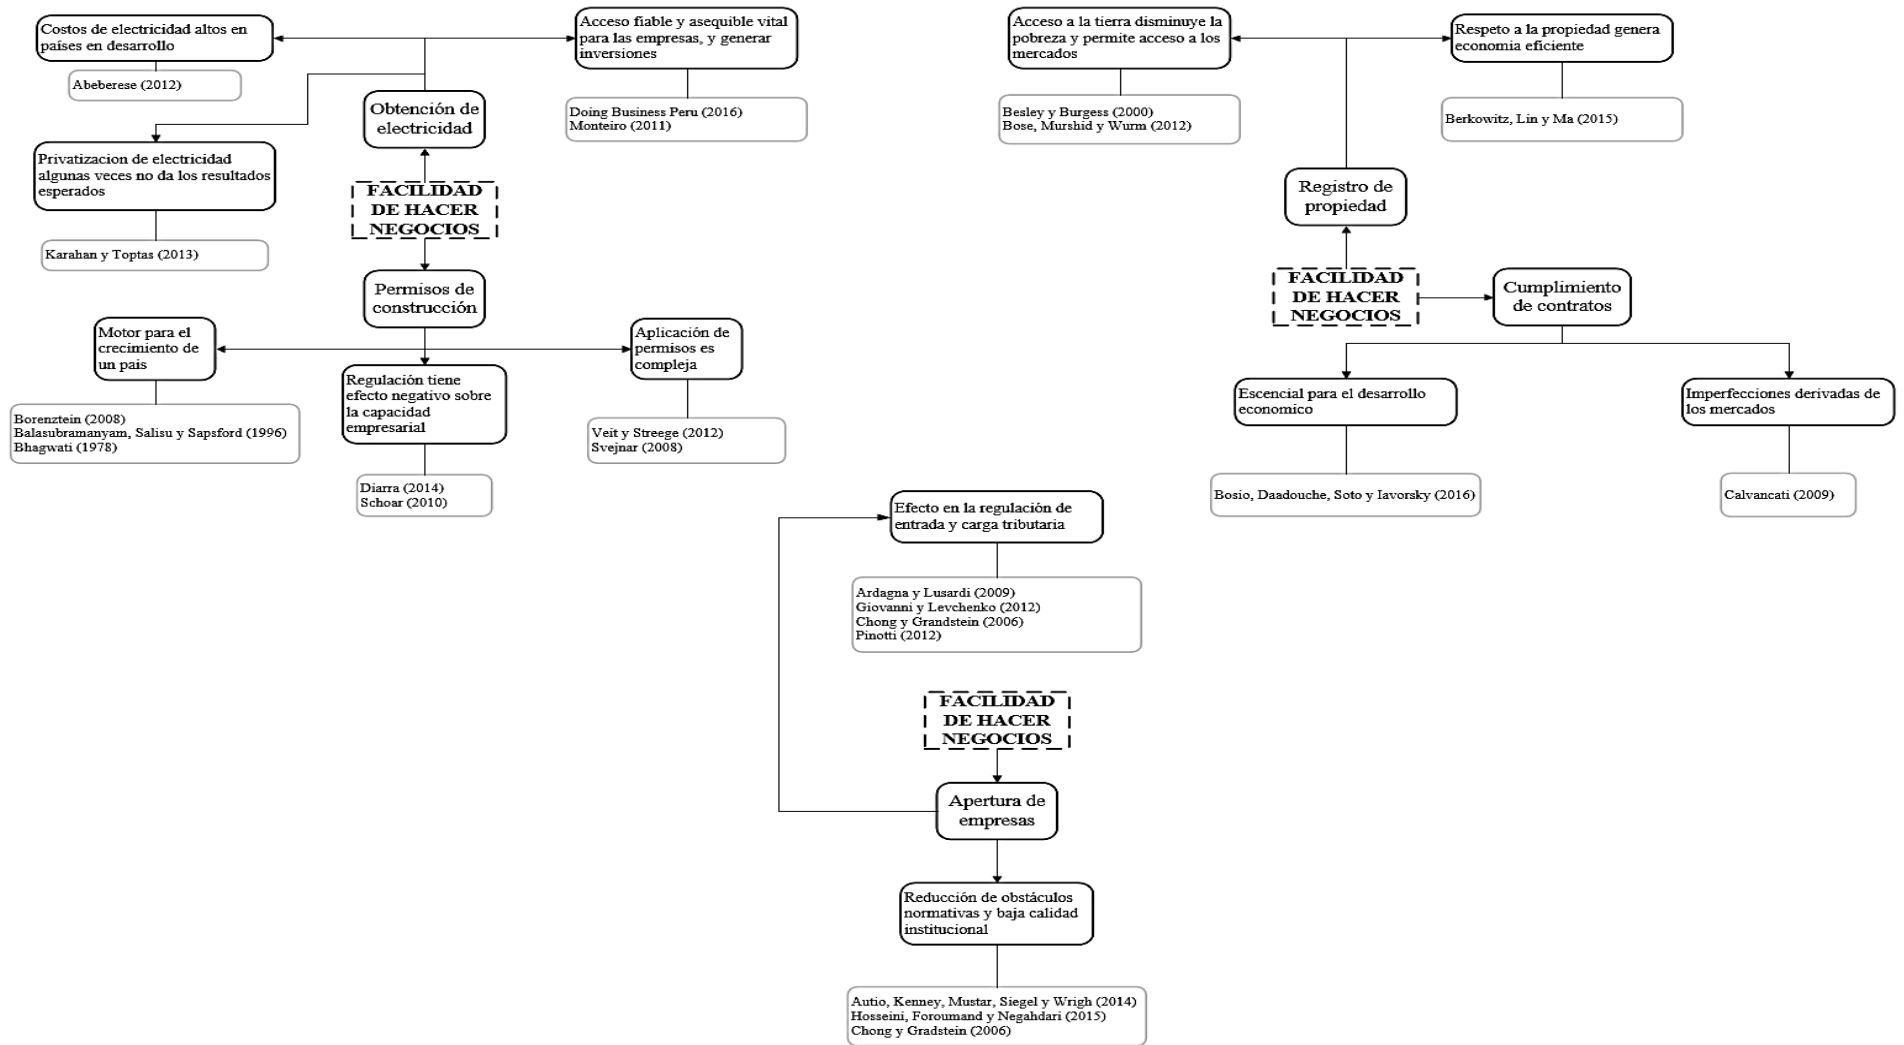 Costos de electricidad altos en
países en desarrollo
Abeberese (2012)
Acceso fiable y asequible vital
para las empresas, y generar
inversiones
Doing Business Peru (2016)
Monteiro (2011)
Obtención de
electricidad
Privatizacion de electricidad
algunas veces no da los resultados
esperados
Karahan y Toptas (2013)
FACILIDAD
DE HACER
NEGOCIOS
Permisos de
construcción
Motor para el
crecimiento de
un pais
Borenztein (2008)
Balasubramanyam, Salisu y Sapsford (1996)
Bhagwati (1978)
Regulación tiene
efecto negativo sobre
la capacidad
empresarial
Diarra (2014)
Schoar (2010)
Aplicación de
permisos es
compleja
Veit y Streege (2012)
Svejnar (2008)
Acceso a la tierra disminuye la
pobreza y permite acceso a los
mercados
Besley y Burgess (2000)
Bose, Murshid y Wurm (2012)
Respeto a la propiedad genera
economia eficiente
Berkowitz, Lin y Ma (2015)
Registro de
propiedad
FACILIDAD
DE HACER
NEGOCIOS
Cumplimiento
de contratos
Escencial para el desarrollo
economico
Bosio, Daadouche, Soto y Iavorsky (2016)
Imperfecciones derivadas de
los mercados
Calvancati (2009)
Efecto en la regulación de
entrada y carga tributaria
Ardagna y Lusardi (2009)
Giovanni y Levchenko (2012)
Chong y Grandstein (2006)
Pinotti (2012)
FACILIDAD
DE HACER
NEGOCIOS
Apertura de
empresas
Reducción de obstáculos
normativas y baja calidad
institucional
Autio, Kenney, Mustar, Siegel y Wrigh (2014)
Hosseini, Foroumand y Negahdari (2015)
Chong y Gradstein (2006)